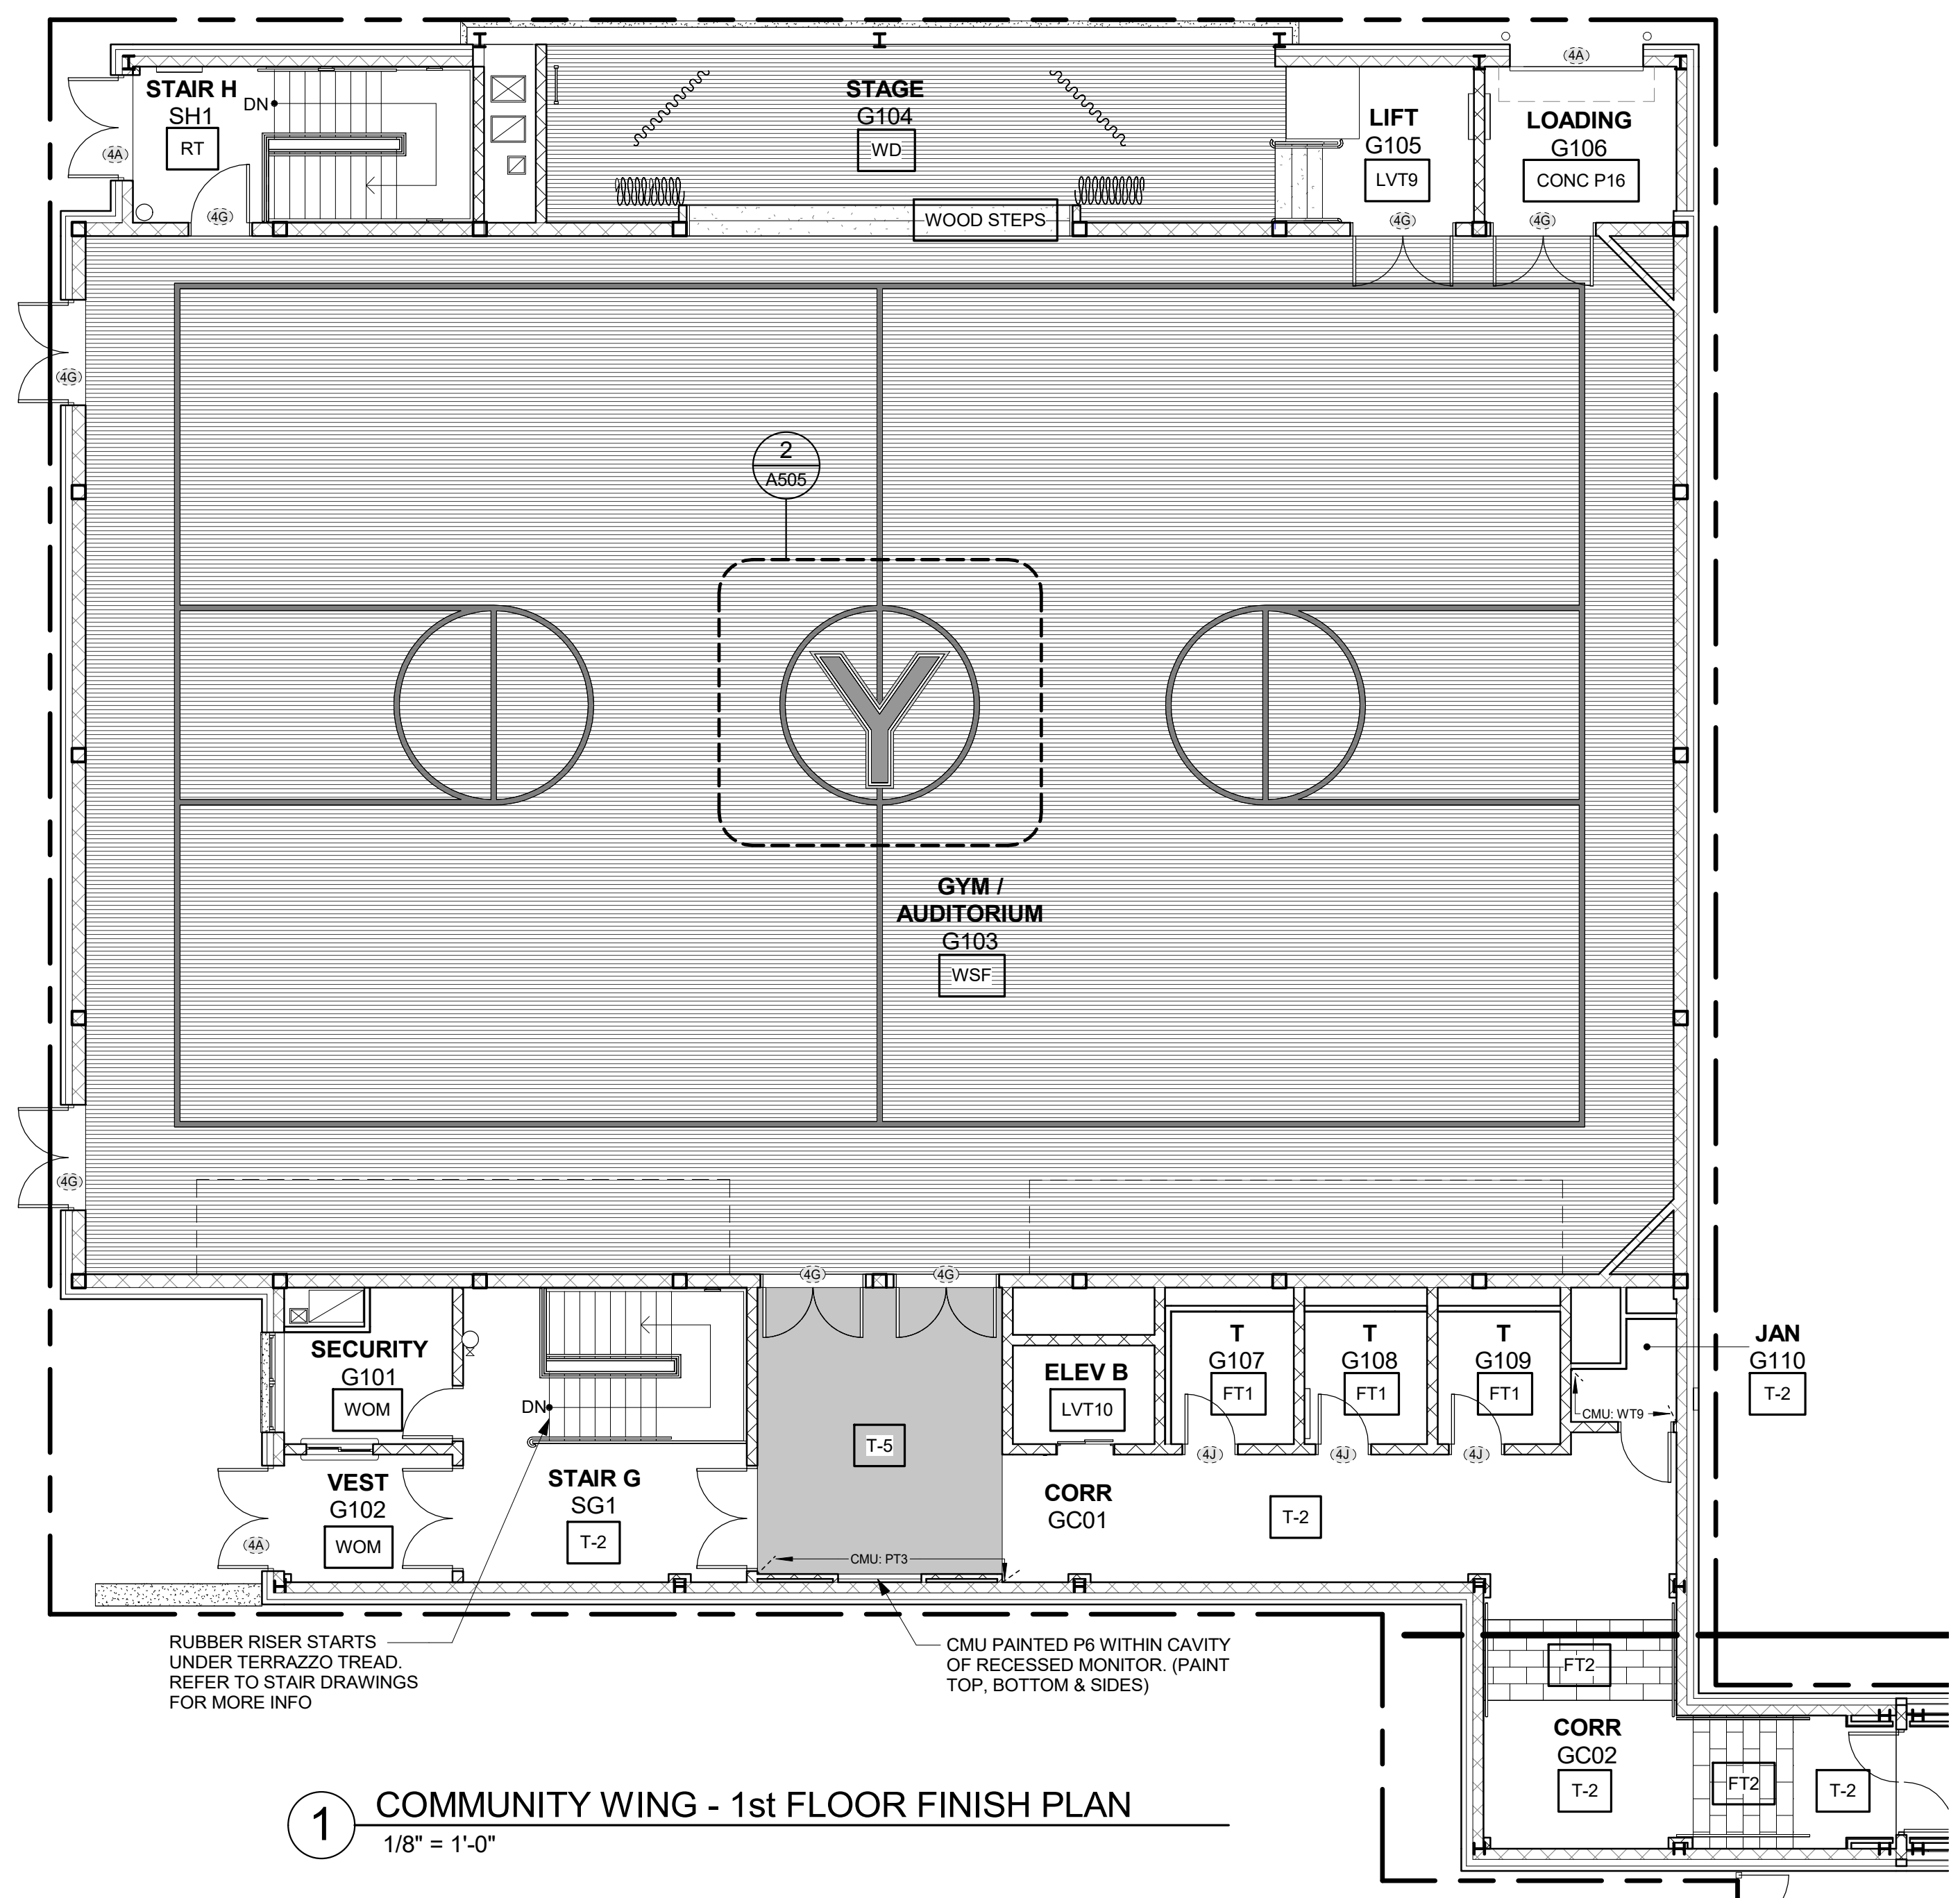 4A
STAIR H
SH1
RT
DN
4A
4G
STAGE
G104
WD
WOOD STEPS
LIFT
G105
LVT9
4G
LOADING
G106
CONC P16
4G
4G
2
A505
Y
GYM /
AUDITORIUM
G103
WSF
4G
4G
4G
SECURITY
G101
WOM
DN
VEST
G102
WOM
4A
STAIR G
SG1
T-2
T-5
CMU: PT3
ELEV B
LVT10
T
G107
FT1
4J
T
G108
FT1
4J
T
G109
FT1
4J
CMU: WT9
JAN
G110
T-2
CORR
GC01
T-2
RUBBER RISER STARTS
UNDER TERRAZZO TREAD.
REFER TO STAIR DRAWINGS
FOR MORE INFO
CMU PAINTED P6 WITHIN CAVITY
OF RECESSED MONITOR. (PAINT
TOP, BOTTOM & SIDES)
FT2
CORR
GC02
T-2
FT2
T-2
1
COMMUNITY WING - 1st FLOOR FINISH PLAN
1/8" = 1'-0"